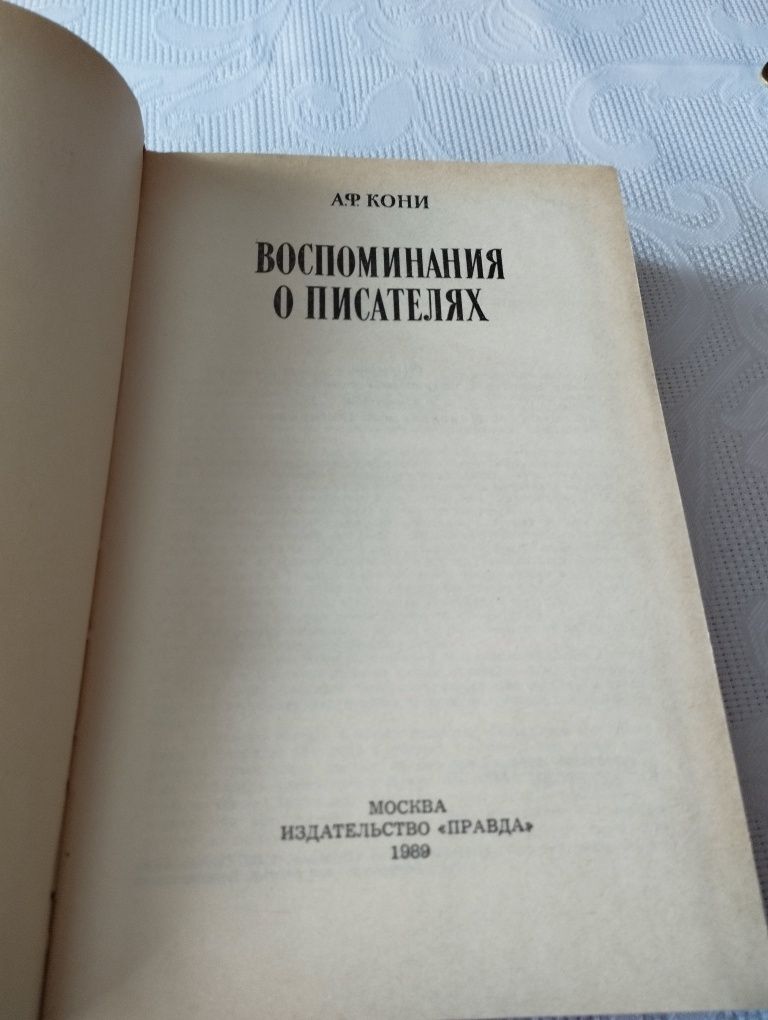 А.Ф. КОНИ
ВОСПОМИНАНИЯ
О ПИСАТЕЛЯХ
МОСКВА
ИЗДАТЕЛЬСТВО «ПРАВДА»
1989